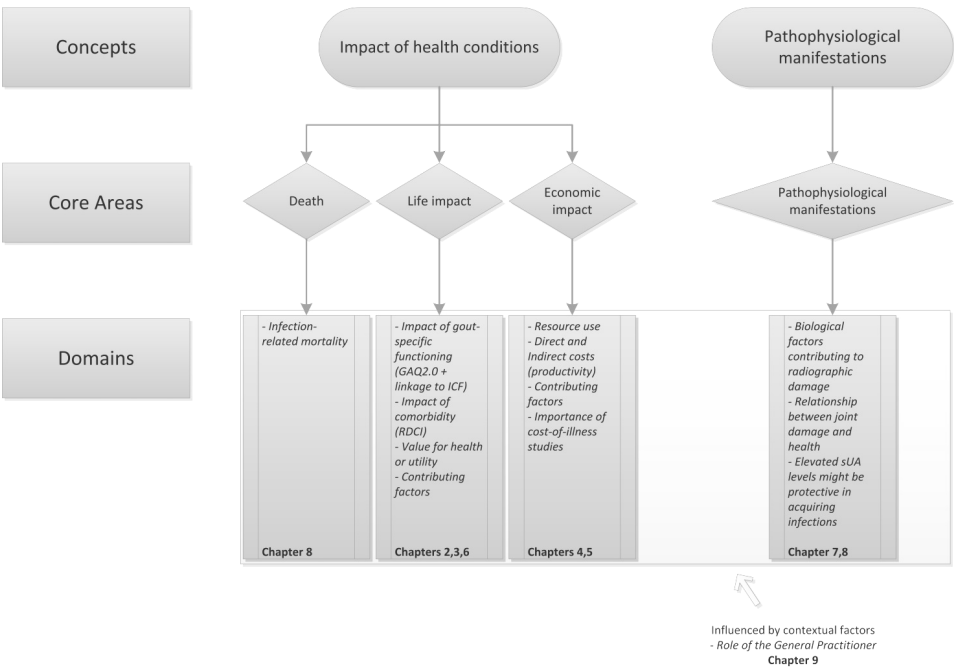 Concepts
Impact of health conditions
Pathophysiological
manifestations
Core Areas
Death
Life impact
Economic
impact
Pathophysiological
manifestations
Domains
- Infection-
related mortality
Chapter 8
- Impact of gout-
specific
functioning
(GAQ2.0 +
linkage to ICF)
- Impact of
comorbidity
(RDCI)
- Value for health
or utility
- Contributing
factors
Chapters 2,3,6
- Resource use
- Direct and
Indirect costs
(productivity)
- Contributing
factors
- Importance of
cost-of-illness
studies
Chapters 4,5
- Biological
factors
contributing to
radiographic
damage
- Relationship
between joint
damage and
health
- Elevated sUA
levels might be
protective in
acquiring
infections
Chapter 7,8
Influenced by contextual factors
- Role of the General Practitioner
Chapter 9